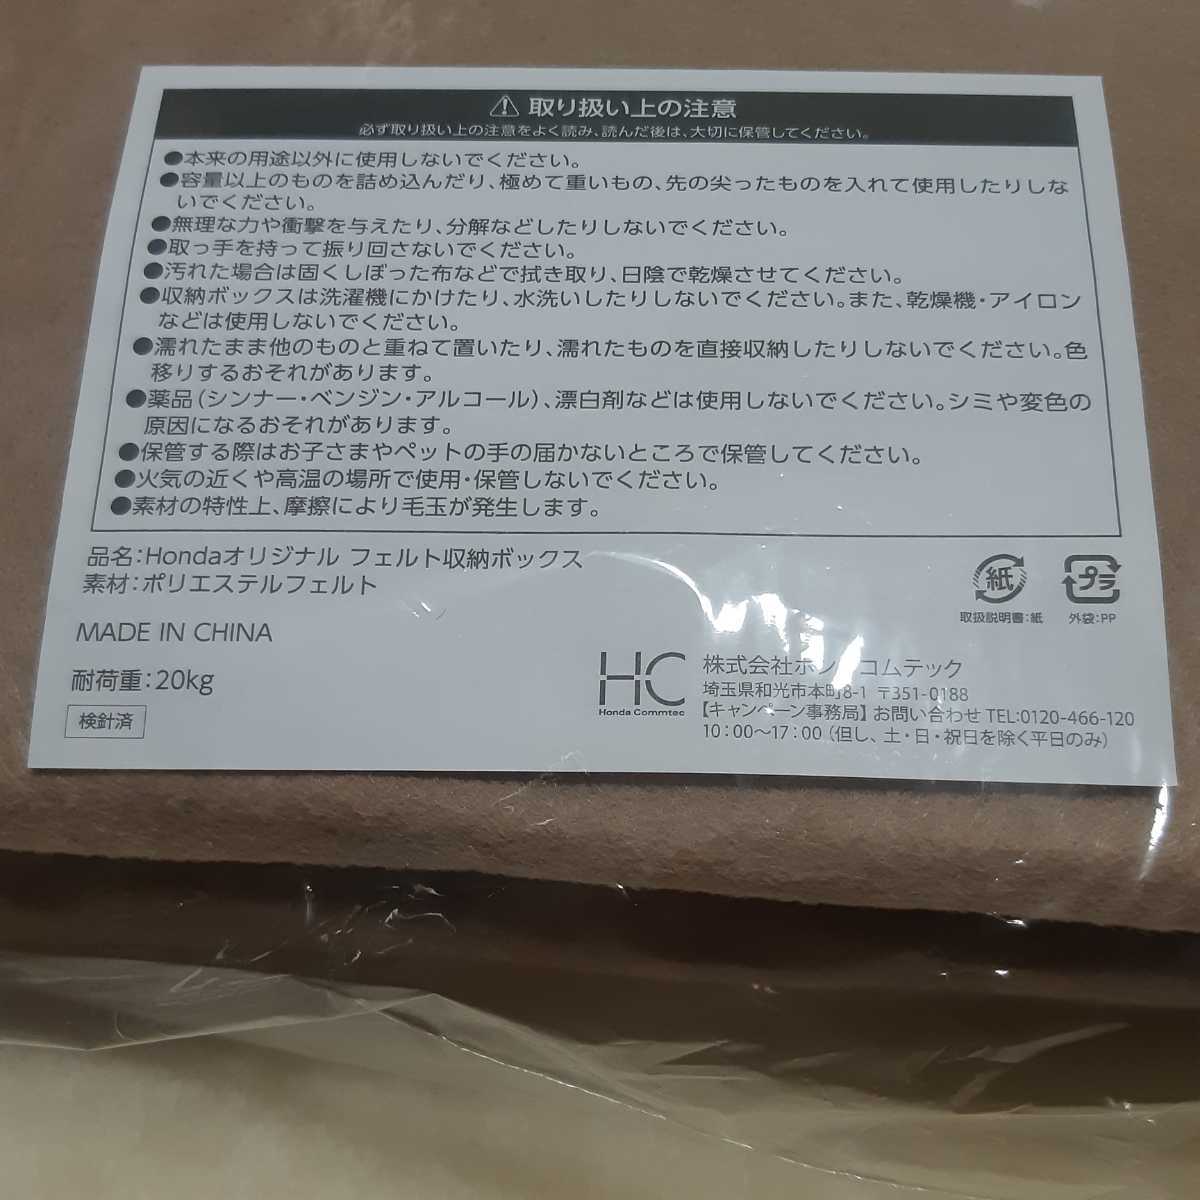 取り扱い上の注意
必ず取り扱い上の注意をよく読み、読んだ後は、大切に保管してください。
●本来の用途以外に使用しないでください。
●容量以上のものを詰め込んだり、極めて重いもの、先の尖ったものを入れて使用したりしな
いでください。
●無理な力や衝撃を与えたり、分解などしたりしないでください。
●取っ手を持って振り回さないでください。
●汚れた場合は固くしぼった布などで拭き取り、日陰で乾燥させてください。
●収納ボックスは洗濯機にかけたり、水洗いしたりしないでください。また、乾燥機・アイロン
などは使用しないでください。
●濡れたまま他のものと重ねて置いたり、濡れたものを直接収納したりしないでください。色
移りするおそれがあります。
●薬品(シンナー・ベンジン・アルコール)、漂白剤などは使用しないでください。シミや変色の
原因になるおそれがあります。
●保管する際はお子さまやペットの手の届かないところで保管してください。
●火気の近くや高温の場所で使用・保管しないでください。
●素材の特性上、摩擦により毛玉が発生します。
品名:Hondaオリジナル フェルト収納ボックス
素材:ポリエステルフェルト
MADE IN CHINA
耐荷重:20kg
検針済
紙
取扱説明書:紙
プラ
外袋:PP
HC
Honda Commtec
株式会社ホンダコムテック
埼玉県和光市本町8-1 〒351-0188
【キャンペーン事務局】お問い合わせ TEL:0120-466-120
10:00〜17:00(但し、土・日・祝日を除く平日のみ)